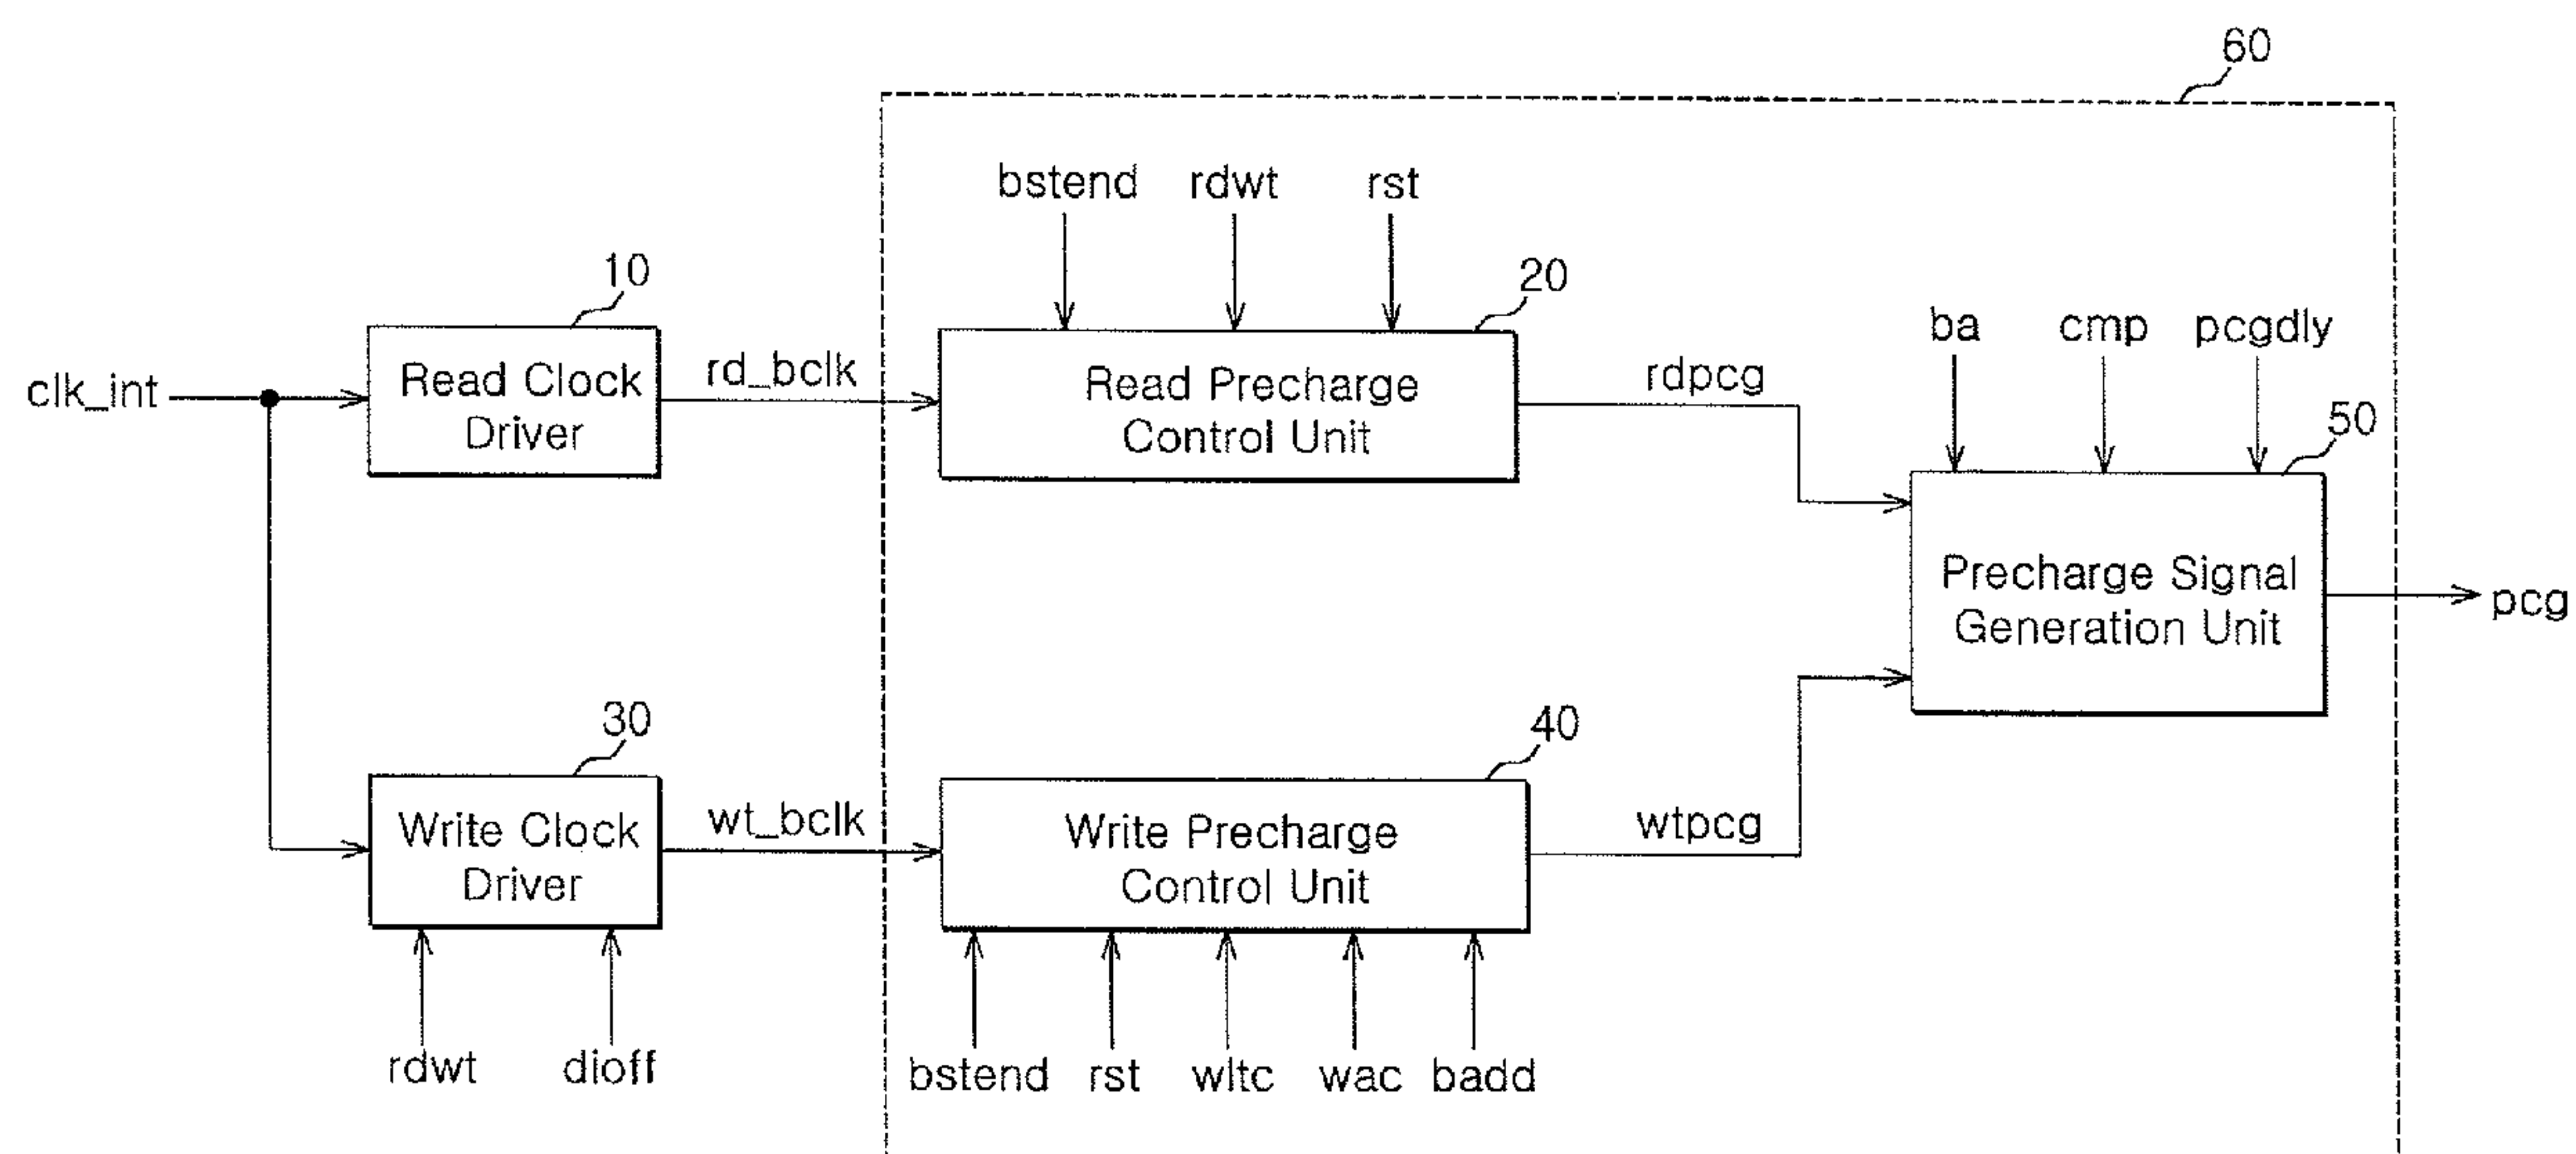 60
bstend rdwt rst
10
20
ba cmp pcgdly
clk_int
Read Clock
Driver
rd_bclk
Read Precharge
Control Unit
rdpcg
50
Precharge Signal
Generation Unit
pcg
30
40
Write Clock
Driver
wt_bclk
Write Precharge
Control Unit
wtpcg
rdwt dioff
bstend rst wltc wac badd